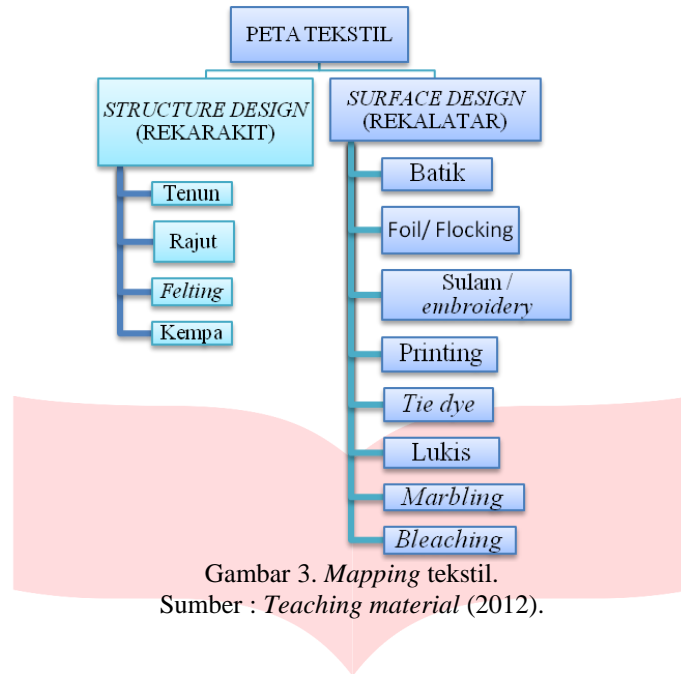 PETA TEKSTIL
STRUCTURE DESIGN
(REKARAKIT)
Tenun
Rajut
Felting
Kempa
SURFACE DESIGN
(REKALATAR)
Batik
Foil/ Flocking
Sulam /
embroidery
Printing
Tie dye
Lukis
Marbling
Bleaching
Gambar 3. Mapping tekstil.
Sumber : Teaching material (2012).